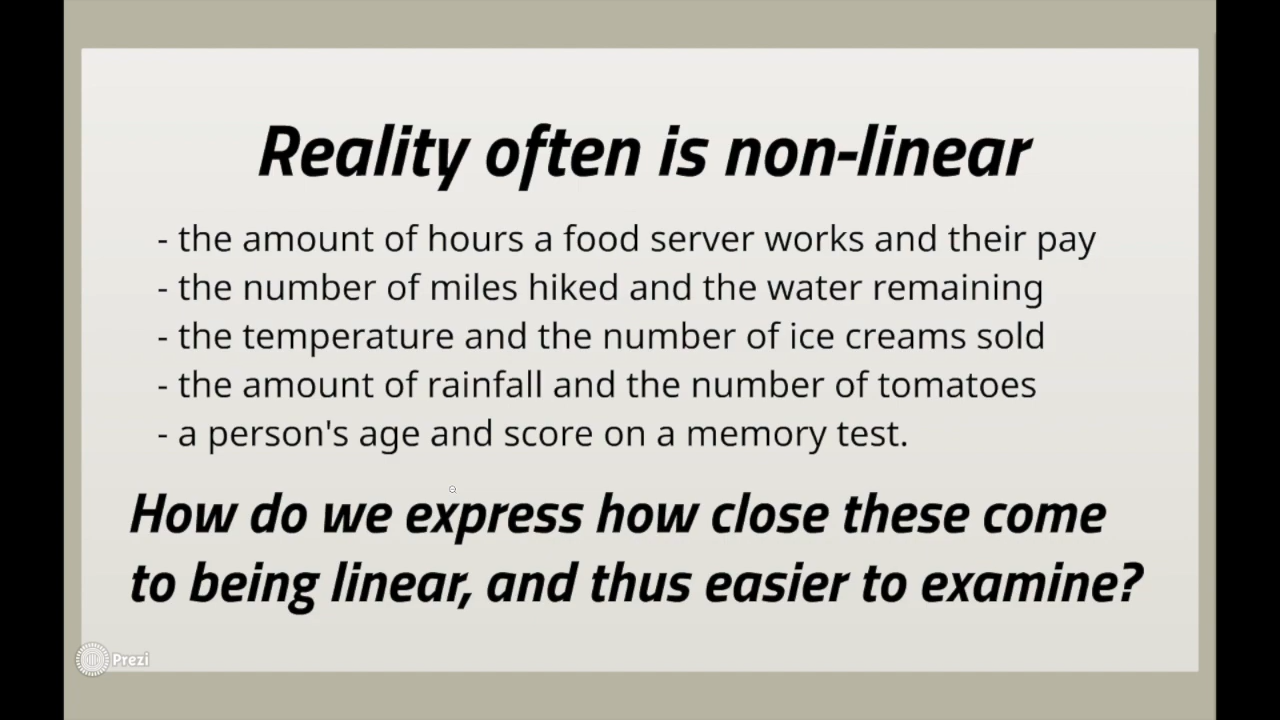 Reality often is non-linear
- the amount of hours a food server works and their pay
- the number of miles hiked and the water remaining
- the temperature and the number of ice creams sold
- the amount of rainfall and the number of tomatoes
- a person's age and score on a memory test.
How do we express how close these come
to being linear, and thus easier to examine?
Prezi